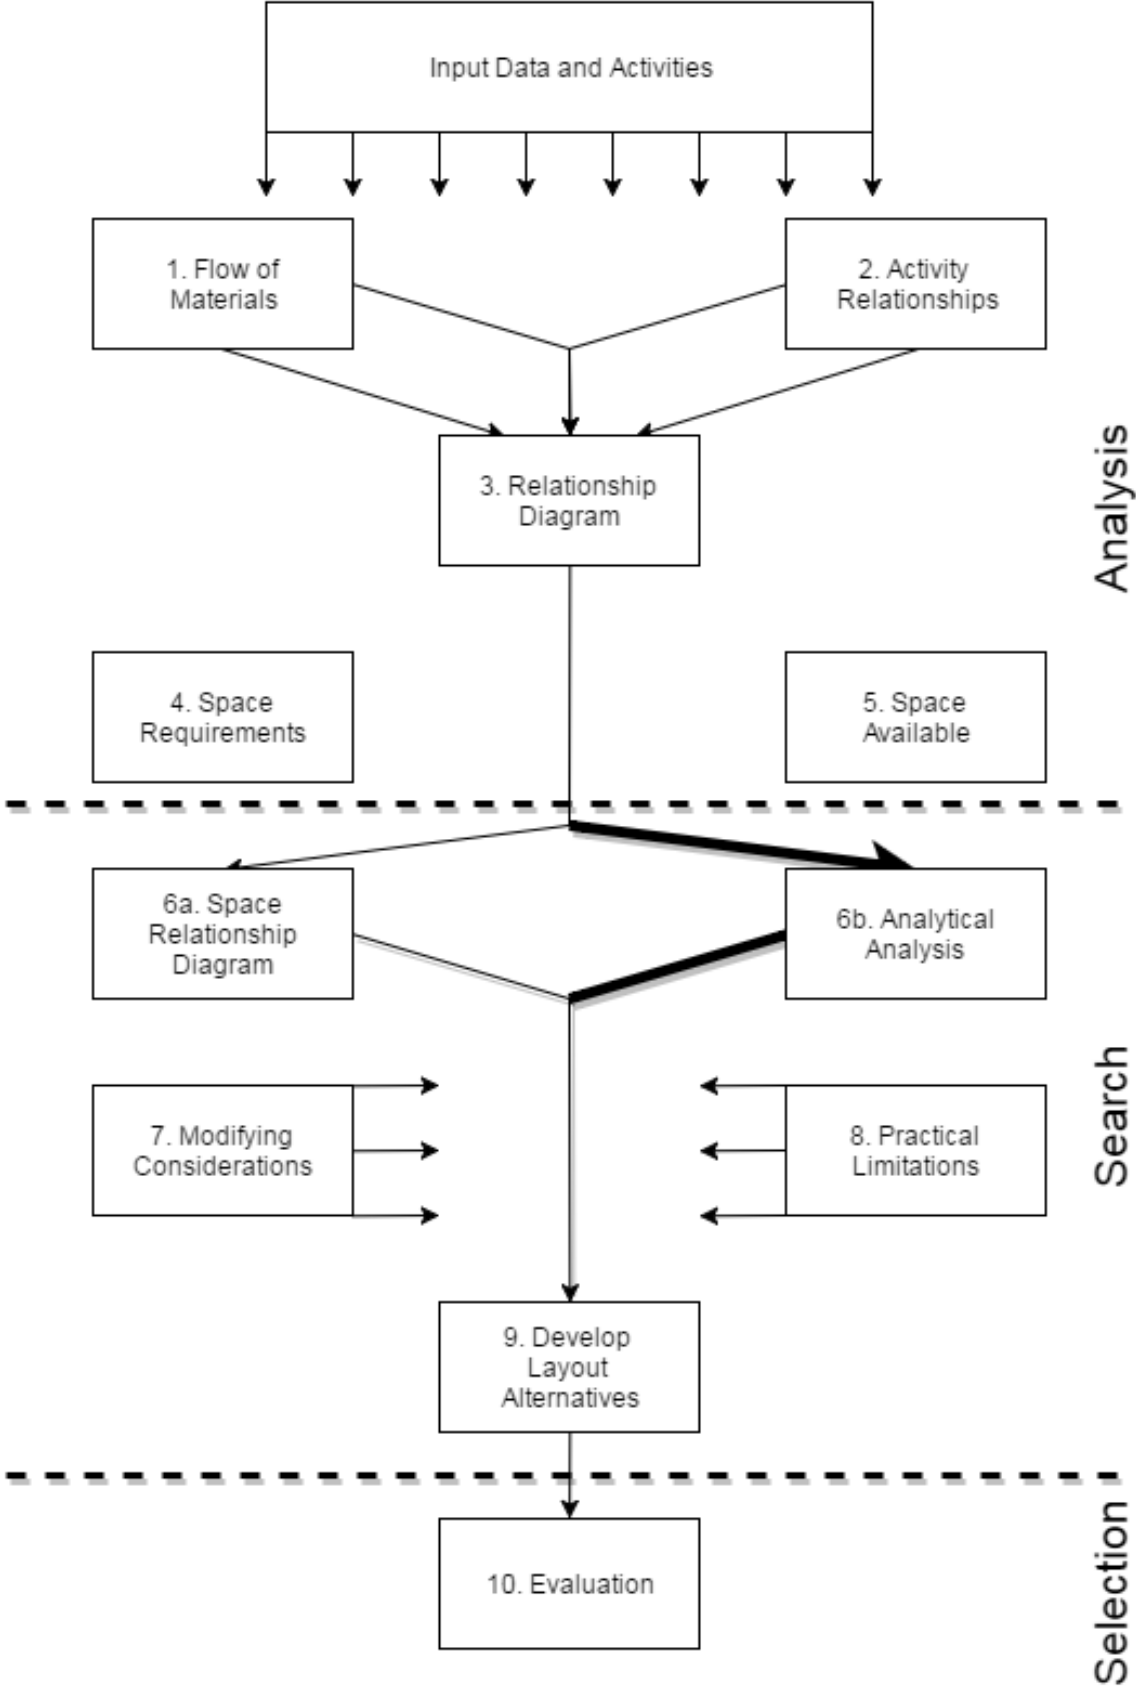 Input Data and Activities
1. Flow of
Materials
2. Activity
Relationships
3. Relationship
Diagram
Analysis
4. Space
Requirements
5. Space
Available
6a. Space
Relationship
Diagram
6b. Analytical
Analysis
7. Modifying
Considerations
8. Practical
Limitations
Search
9. Develop
Layout
Alternatives
10. Evaluation
Selection